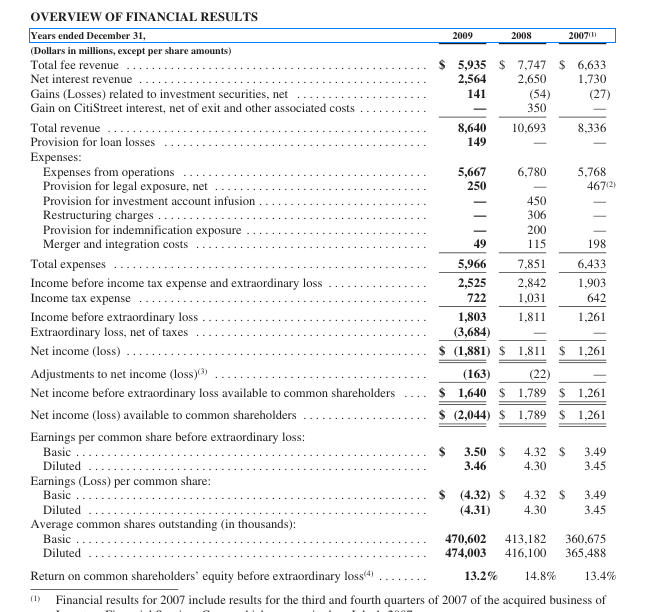 OVERVIEW OF FINANCIAL RESULTS
Years ended December 31, 2009 2008 2007(1)
(Dollars in millions, except per share amounts)
Total fee revenue $ 5,935 $ 7,747 $ 6,633
Net interest revenue 2,564 2,650 1,730
Gains (Losses) related to investment securities, net 141 (54) (27)
Gain on CitiStreet interest, net of exit and other associated costs — 350 —
Total revenue 8,640 10,693 8,336
Provision for loan losses 149 — —
Expenses:
Expenses from operations 5,667 6,780 5,768
Provision for legal exposure, net 250 — 467(2)
Provision for investment account infusion — 450 —
Restructuring charges — 306 —
Provision for indemnification exposure — 200 —
Merger and integration costs 49 115 198
Total expenses 5,966 7,851 6,433
Income before income tax expense and extraordinary loss 2,525 2,842 1,903
Income tax expense 722 1,031 642
Income before extraordinary loss 1,803 1,811 1,261
Extraordinary loss, net of taxes (3,684) — —
Net income (loss) $ (1,881) $ 1,811 $ 1,261
Adjustments to net income (loss)(3) (163) (22) —
Net income before extraordinary loss available to common shareholders $ 1,640 $ 1,789 $ 1,261
Net income (loss) available to common shareholders $ (2,044) $ 1,789 $ 1,261
Earnings per common share before extraordinary loss:
Basic $ 3.50 $ 4.32 $ 3.49
Diluted 3.46 4.30 3.45
Earnings (Loss) per common share:
Basic $ (4.32) $ 4.32 $ 3.49
Diluted (4.31) 4.30 3.45
Average common shares outstanding (in thousands):
Basic 470,602 413,182 360,675
Diluted 474,003 416,100 365,488
Return on common shareholders' equity before extraordinary loss(4) 13.2% 14.8% 13.4%
(1) Financial results for 2007 include results for the third and fourth quarters of 2007 of the acquired business of